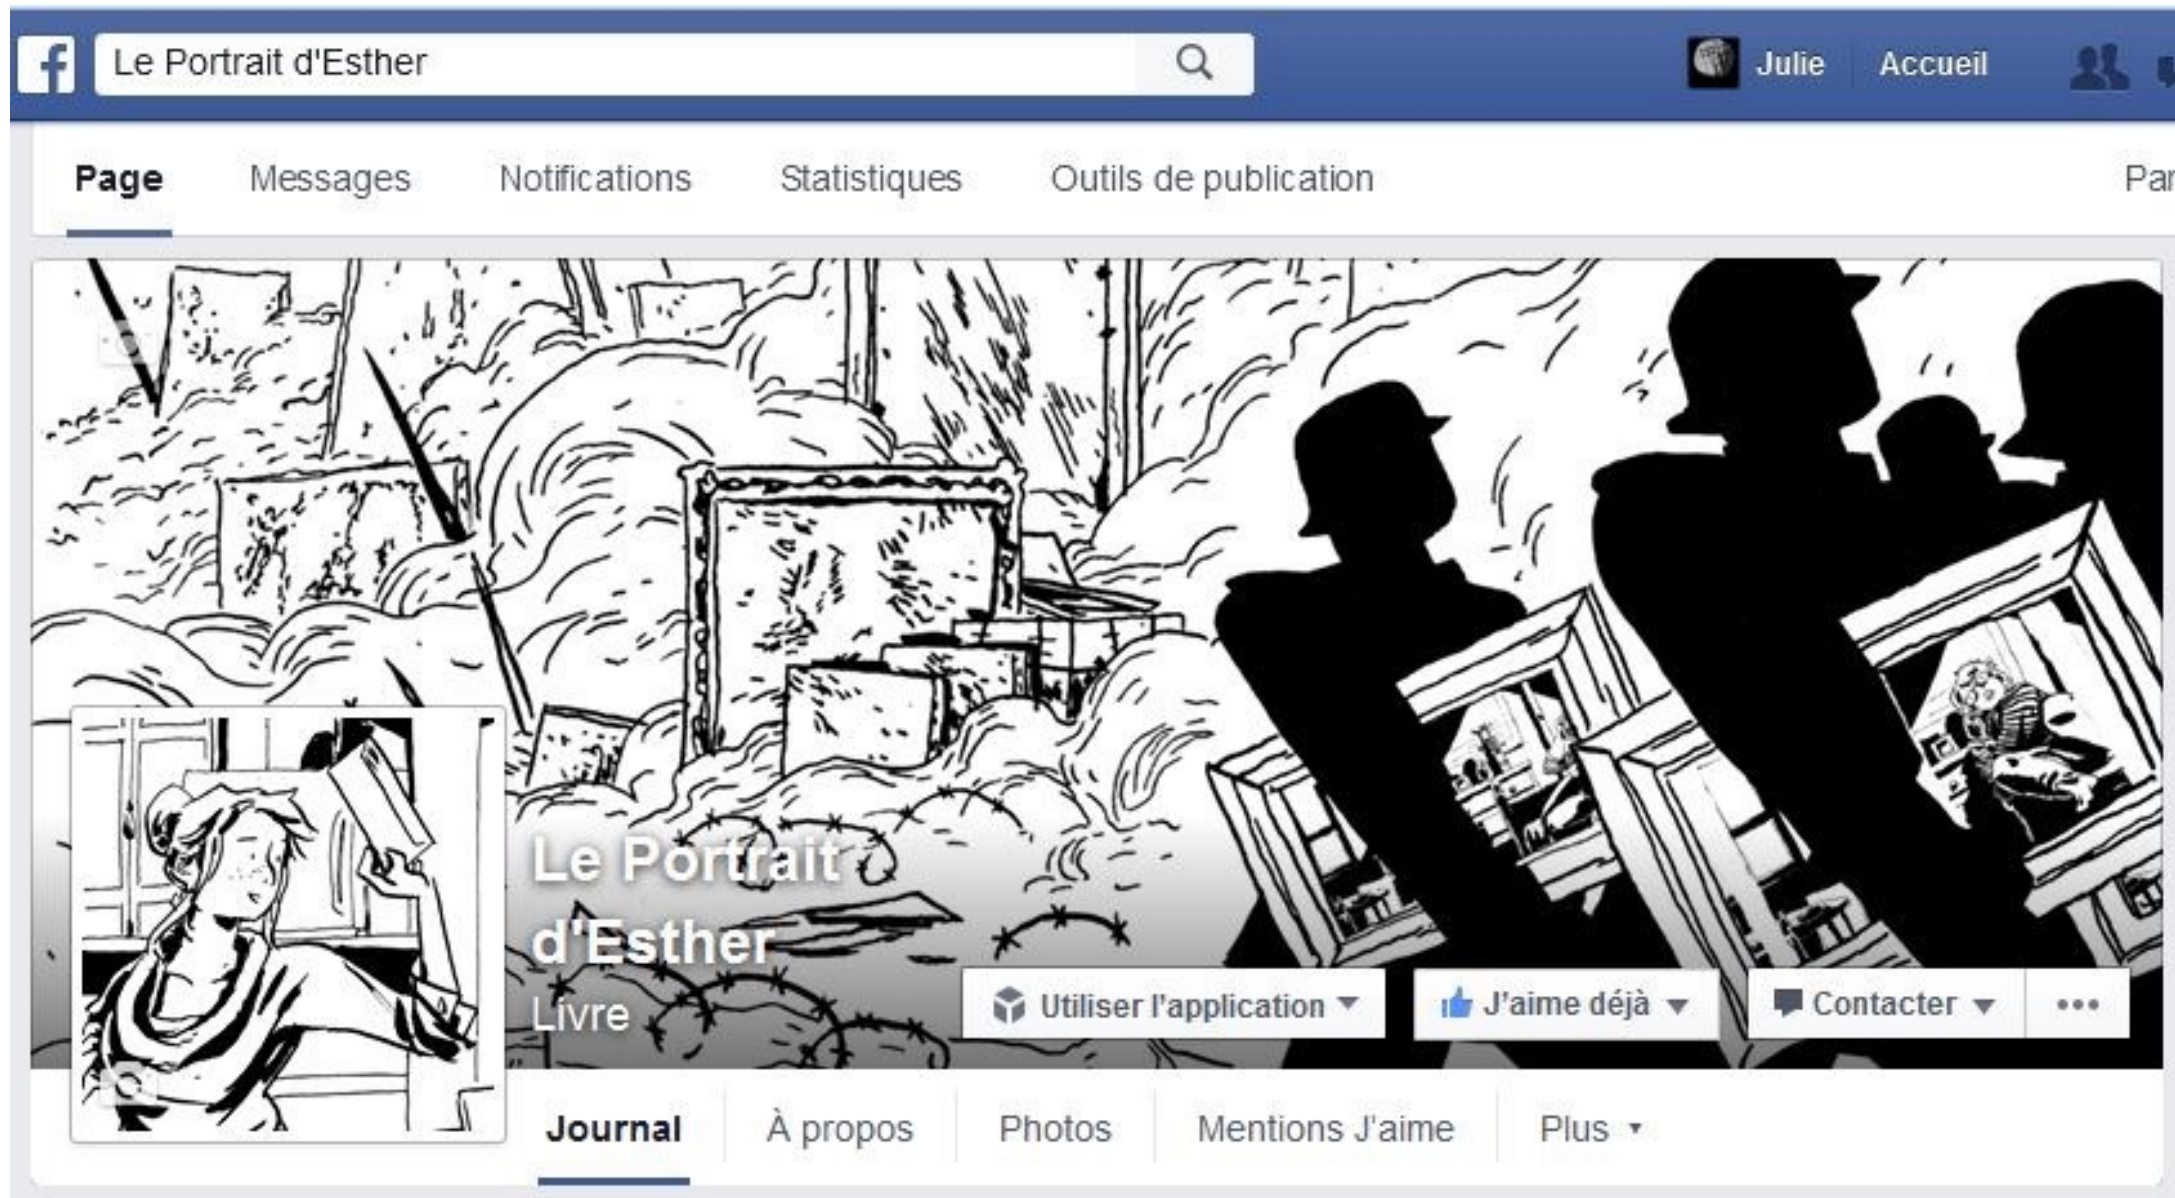 f Le Portrait d'Esther Julie Accueil
Page Messages Notifications Statistiques Outils de publication Par
Le Portrait
d'Esther
Livre
Utiliser l'application J'aime déjà Contacter
Journal À propos Photos Mentions J'aime Plus